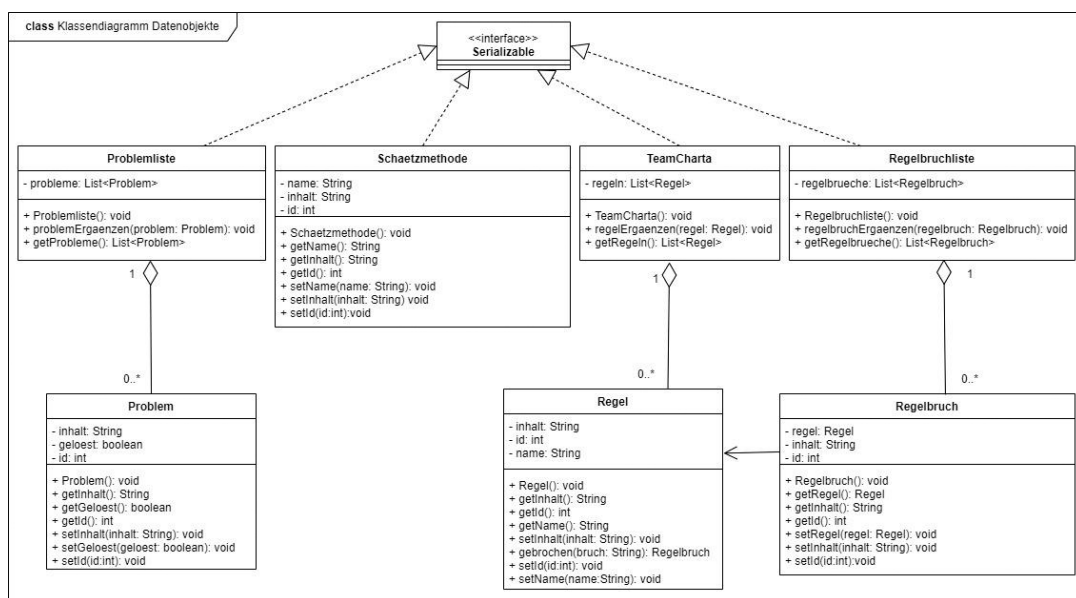 class Klassendiagramm Datenobjekte
<<interface>>
Serializable
Problemliste
- probleme: List<Problem>
+ Problemliste(): void
+ problemErgaenzen(problem: Problem): void
+ getProbleme(): List<Problem>
Schaetzmethode
- name: String
- inhalt: String
- id: int
+ Schaetzmethode(): void
+ getName(): String
+ getInhalt(): String
+ getId(): int
+ setName(name: String): void
+ setInhalt(inhalt: String) void
+ setId(id:int):void
TeamCharta
- regeln: List<Regel>
+ TeamCharta(): void
+ regelErgaenzen(regel: Regel): void
+ getRegeln(): List<Regel>
Regelbruchliste
- regelbrueche: List<Regelbruch>
+ Regelbruchliste(): void
+ regelbruchErgaenzen(regelbruch: Regelbruch): void
+ getRegelbrueche(): List<Regelbruch>
1
1
1
0..*
0..*
0..*
Problem
- inhalt: String
- geloest: boolean
- id: int
+ Problem(): void
+ getInhalt(): String
+ getGeloest(): boolean
+ getId(): int
+ setInhalt(inhalt: String): void
+ setGeloest(geloest: boolean): void
+ setId(id:int): void
Regel
- inhalt: String
- id: int
- name: String
+ Regel(): void
+ getInhalt(): String
+ getId(): int
+ getName(): String
+ setInhalt(inhalt: String): void
+ gebrochen(bruch: String): Regelbruch
+ setId(id:int): void
+ setName(name:String): void
Regelbruch
- regel: Regel
- inhalt: String
- id: int
+ Regelbruch(): void
+ getRegel(): Regel
+ getInhalt(): String
+ getId(): int
+ setRegel(regel: Regel): void
+ setInhalt(inhalt: String): void
+ setId(id:int):void